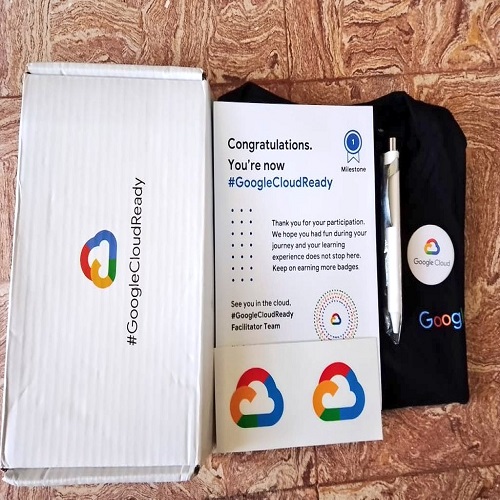 #GoogleCloudReady
Congratulations.
You're now
#GoogleCloudReady
1
Milestone
Thank you for your participation.
We hope you had fun during your
journey and your learning
experience does not stop here.
Keep on earning more badges
See you in the cloud,
#GoogleCloudReady
Facilitator Team
Google Cloud
Googl